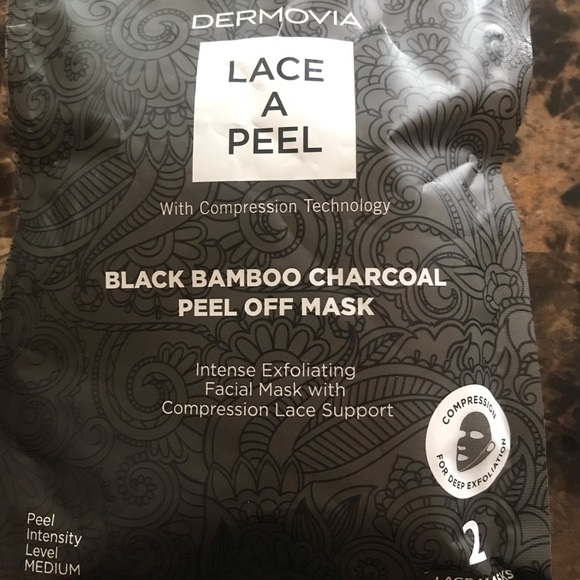 DERMOVIA
LACE
A
PEEL
With Compression Technology
BLACK BAMBOO CHARCOAL
PEEL OFF MASK
Intense Exfoliating
Facial Mask with
Compression Lace Support
COMPRESSION
FOR DEEP EXFOLIATION
Peel
Intensity
Level
MEDIUM
2
LACE